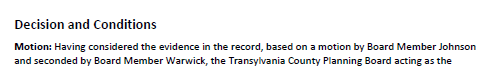 Decision and Conditions
Motion: Having considered the evidence in the record, based on a motion by Board Member Johnson
and seconded by Board Member Warwick, the Transylvania County Planning Board acting as the